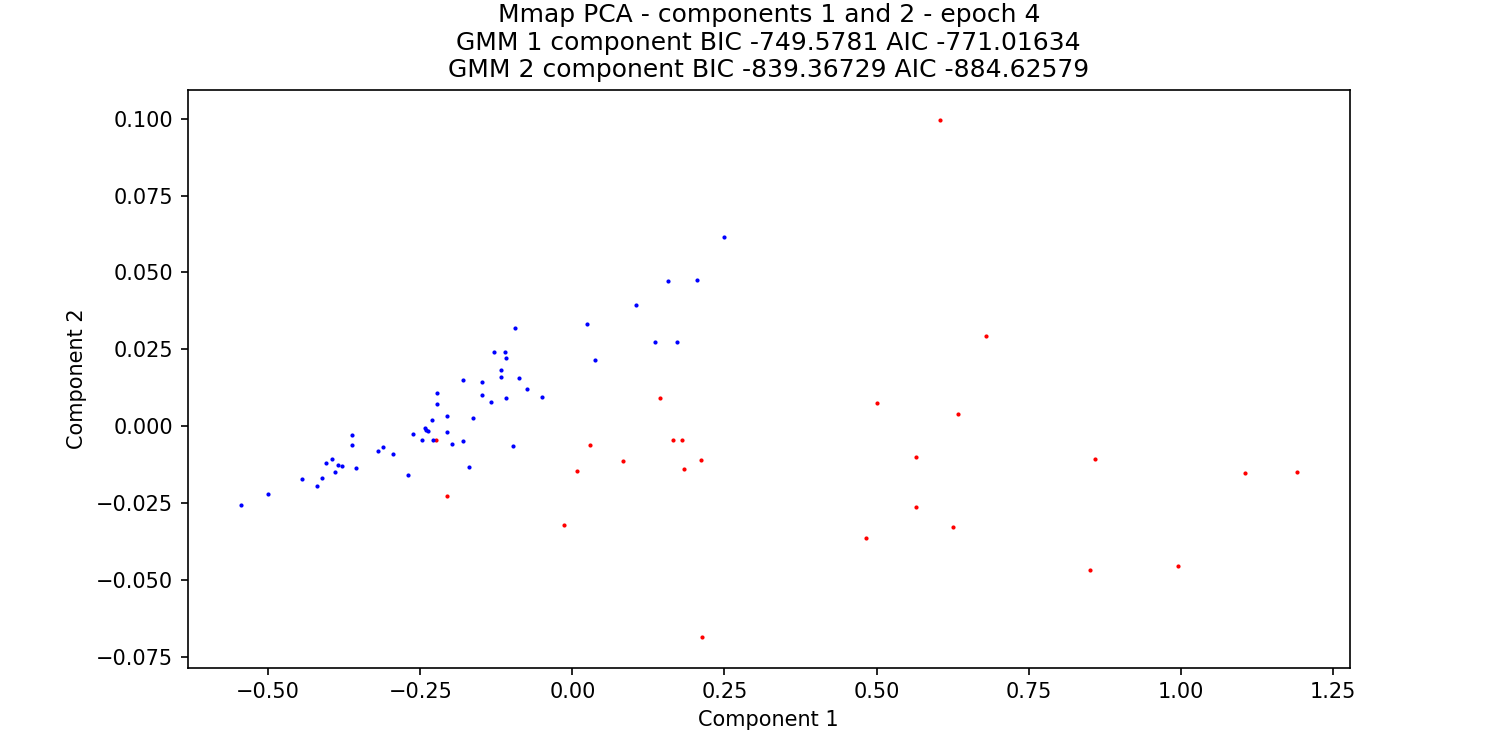 Mmap PCA - components 1 and 2 - epoch 4
GMM 1 component BIC -749.5781 AIC -771.01634
GMM 2 component BIC -839.36729 AIC -884.62579
0.100
0.075
0.050
0.025
0.000
−0.025
−0.050
−0.075
Component 2
−0.50 −0.25 0.00 0.25 0.50 0.75 1.00 1.25
Component 1